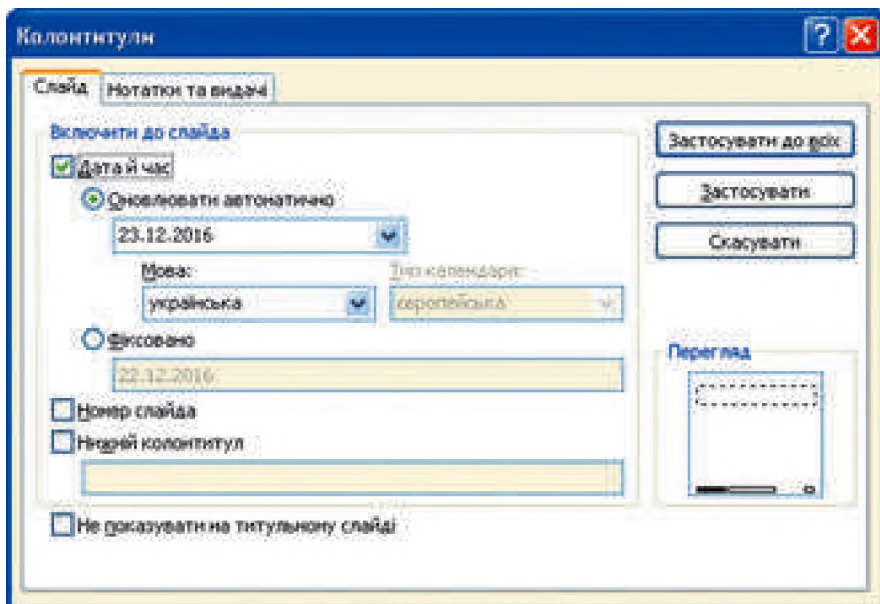 Колонтитули
Слайд Нотатки та видачі
Включити до слайда
Дата й час
Оновлювати автоматично
23.12.2016
Мова: Тип календаря:
українська європейська
Фіксовано
22.12.2016
Номер слайда
Нижній колонтитул
Не показувати на титульному слайді
Застосувати до всіх
Застосувати
Скасувати
Перегляд